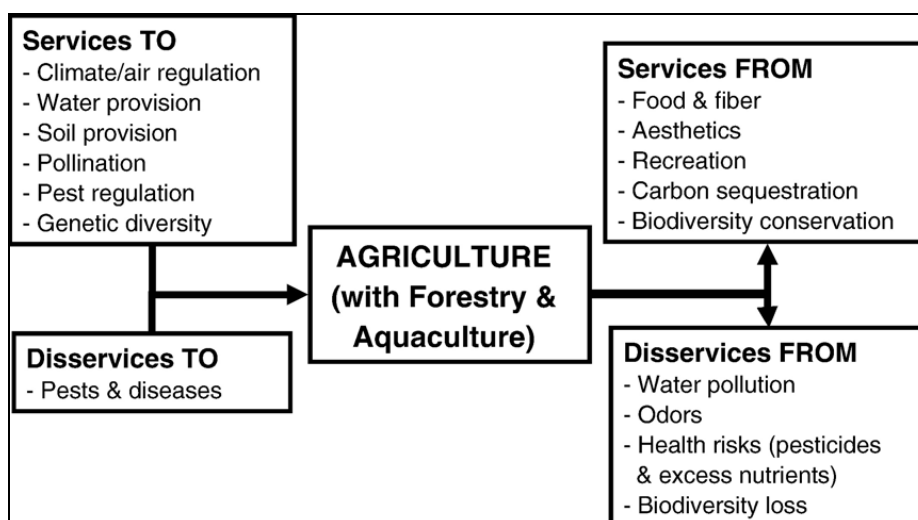 Services TO
- Climate/air regulation
- Water provision
- Soil provision
- Pollination
- Pest regulation
- Genetic diversity
Disservices TO
- Pests & diseases
AGRICULTURE
(with Forestry &
Aquaculture)
Services FROM
- Food & fiber
- Aesthetics
- Recreation
- Carbon sequestration
- Biodiversity conservation
Disservices FROM
- Water pollution
- Odors
- Health risks (pesticides
& excess nutrients)
- Biodiversity loss